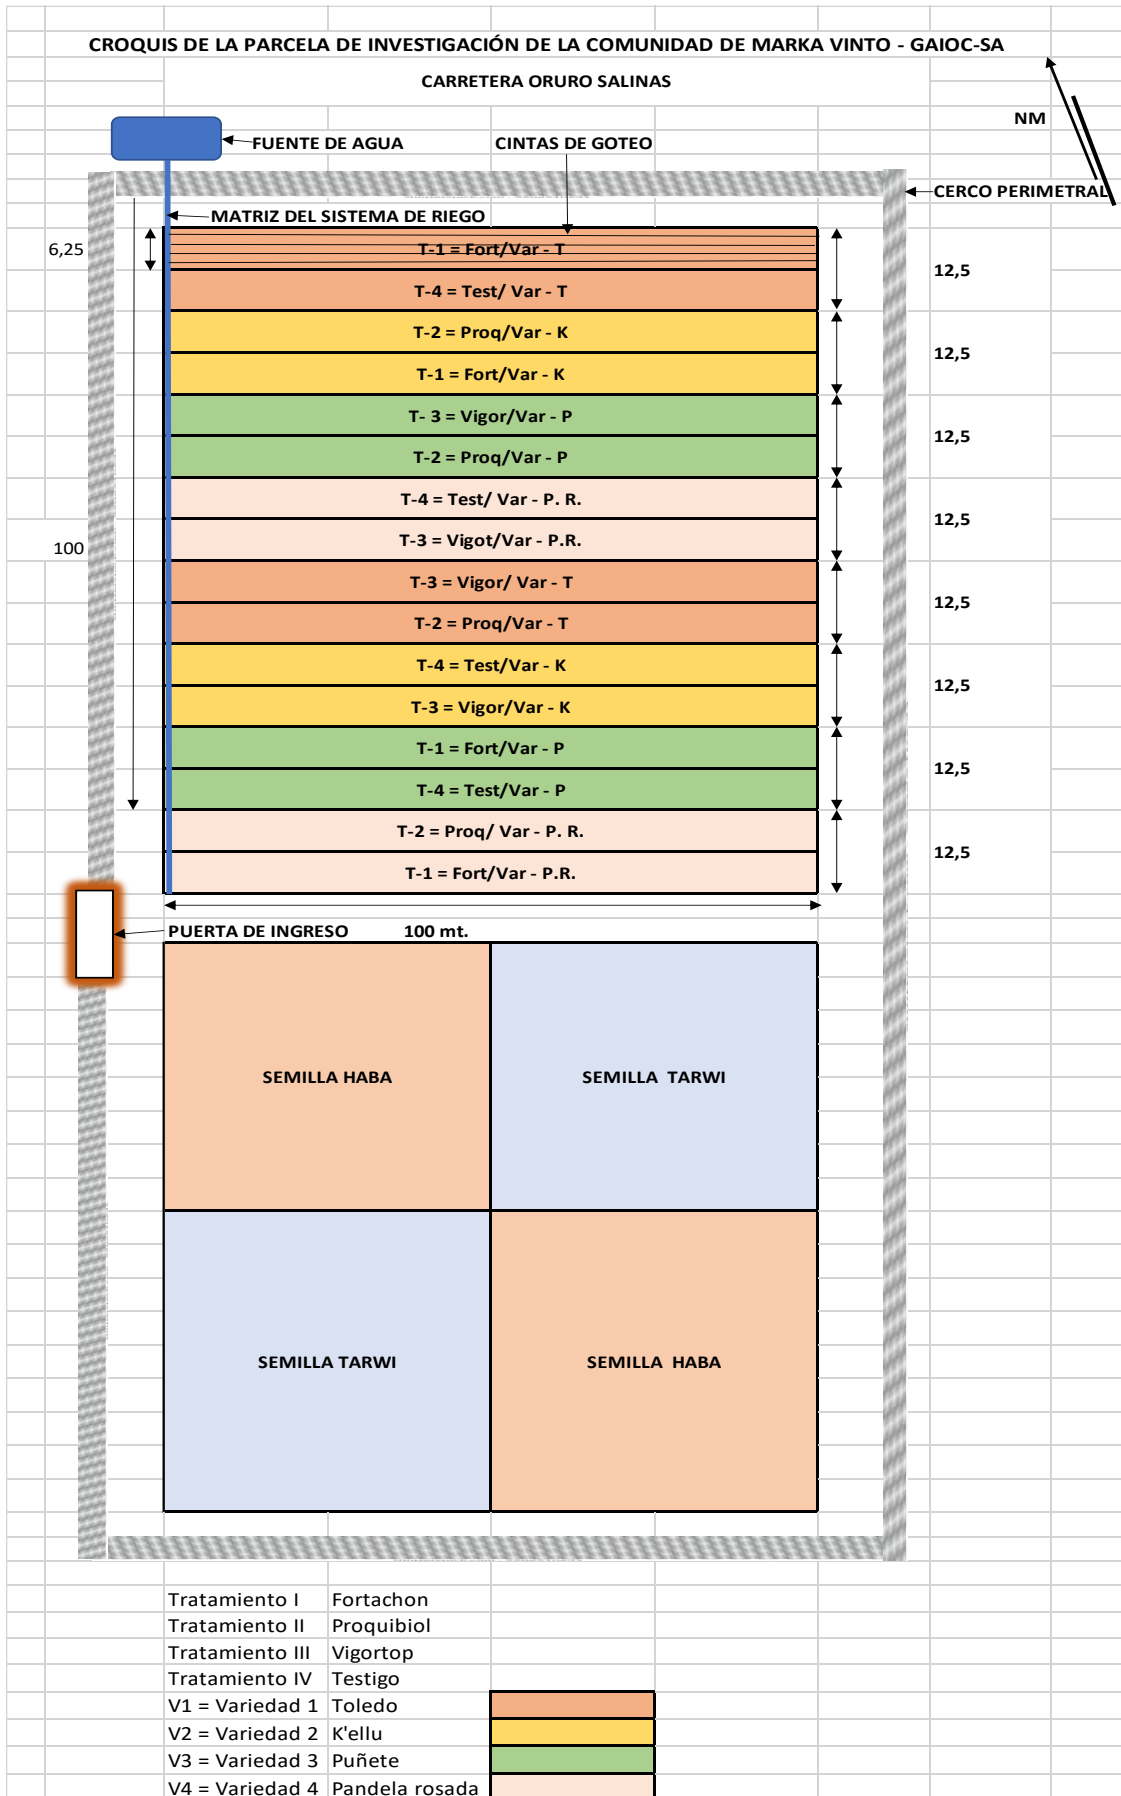 CROQUIS DE LA PARCELA DE INVESTIGACIÓN DE LA COMUNIDAD DE MARKA VINTO - GAIOC-SA
CARRETERA ORURO SALINAS
NM
FUENTE DE AGUA
CINTAS DE GOTEO
CERCO PERIMETRAL
MATRIZ DEL SISTEMA DE RIEGO
6,25
T-1 = Fort/Var - T
12,5
T-4 = Test/ Var - T
T-2 = Proq/Var - K
12,5
T-1 = Fort/Var - K
T- 3 = Vigor/Var - P
12,5
T-2 = Proq/Var - P
T-4 = Test/ Var - P. R.
12,5
T-3 = Vigot/Var - P.R.
100
T-3 = Vigor/ Var - T
12,5
T-2 = Proq/Var - T
T-4 = Test/Var - K
12,5
T-3 = Vigor/Var - K
T-1 = Fort/Var - P
12,5
T-4 = Test/Var - P
T-2 = Proq/ Var - P. R.
12,5
T-1 = Fort/Var - P.R.
PUERTA DE INGRESO
100 mt.
SEMILLA HABA
SEMILLA TARWI
SEMILLA TARWI
SEMILLA HABA
Tratamiento I Fortachon
Tratamiento II Proquibiol
Tratamiento III Vigortop
Tratamiento IV Testigo
V1 = Variedad 1 Toledo
V2 = Variedad 2 K'ellu
V3 = Variedad 3 Puñete
V4 = Variedad 4 Pandela rosada